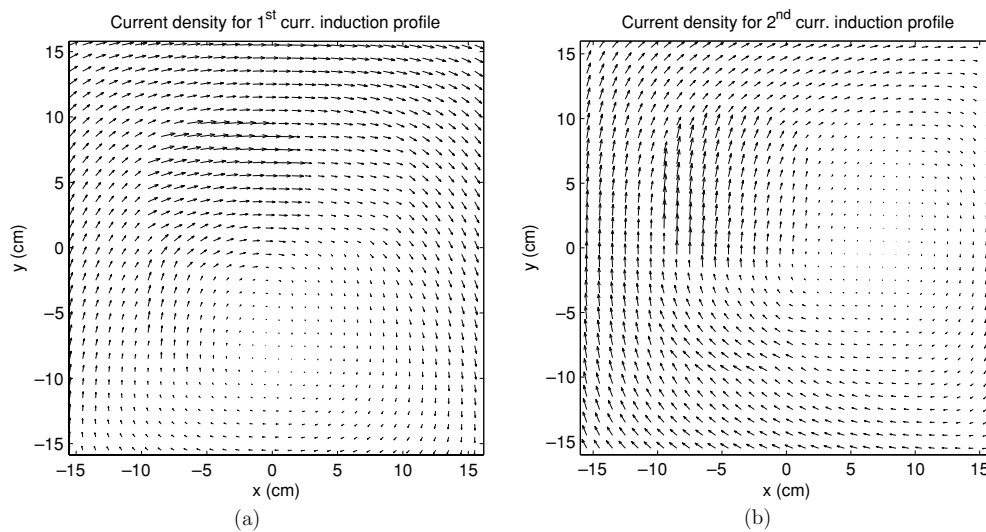 Current density for 1st curr. induction profile
15
10
5
0
−5
−10
−15
y (cm)
−15 −10 −5 0 5 10 15
x (cm)
(a)
Current density for 2nd curr. induction profile
15
10
5
0
−5
−10
−15
y (cm)
−15 −10 −5 0 5 10 15
x (cm)
(b)